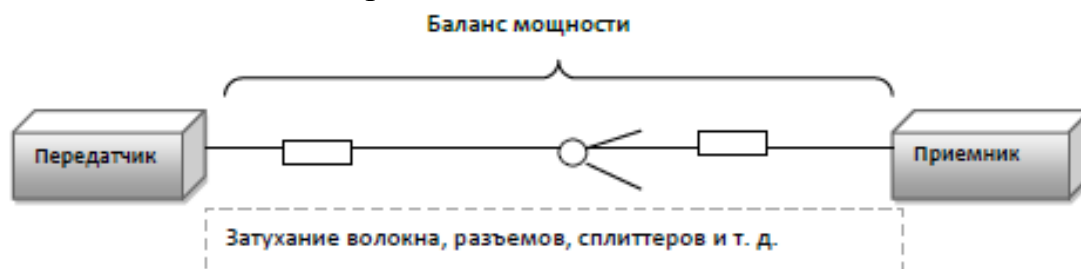 Баланс мощности
Передатчик
Приемник
Затухание волокна, разъемов, сплиттеров и т. д.